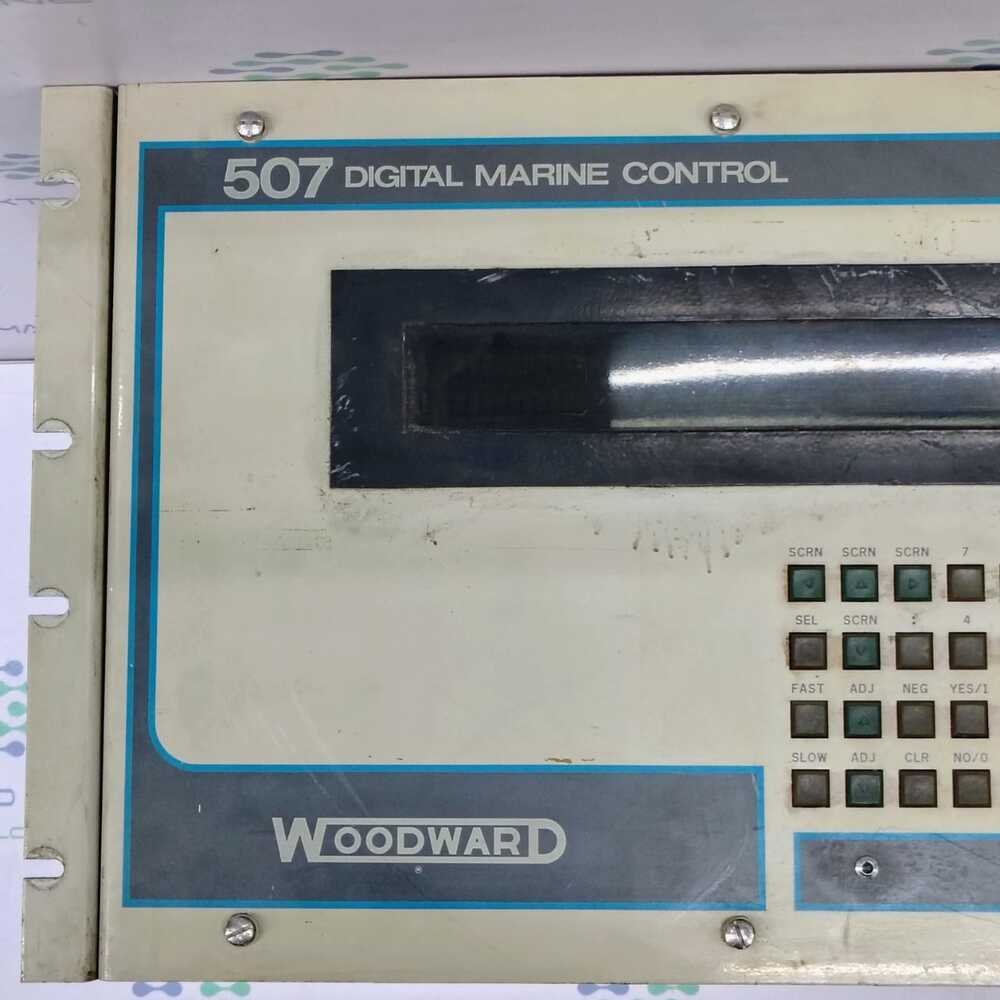 507 DIGITAL MARINE CONTROL
SCRN SCRN SCRN 7
SEL SCRN : 4
FAST ADJ NEG YES/1
SLOW ADJ CLR NO/0
WOODWARD
®